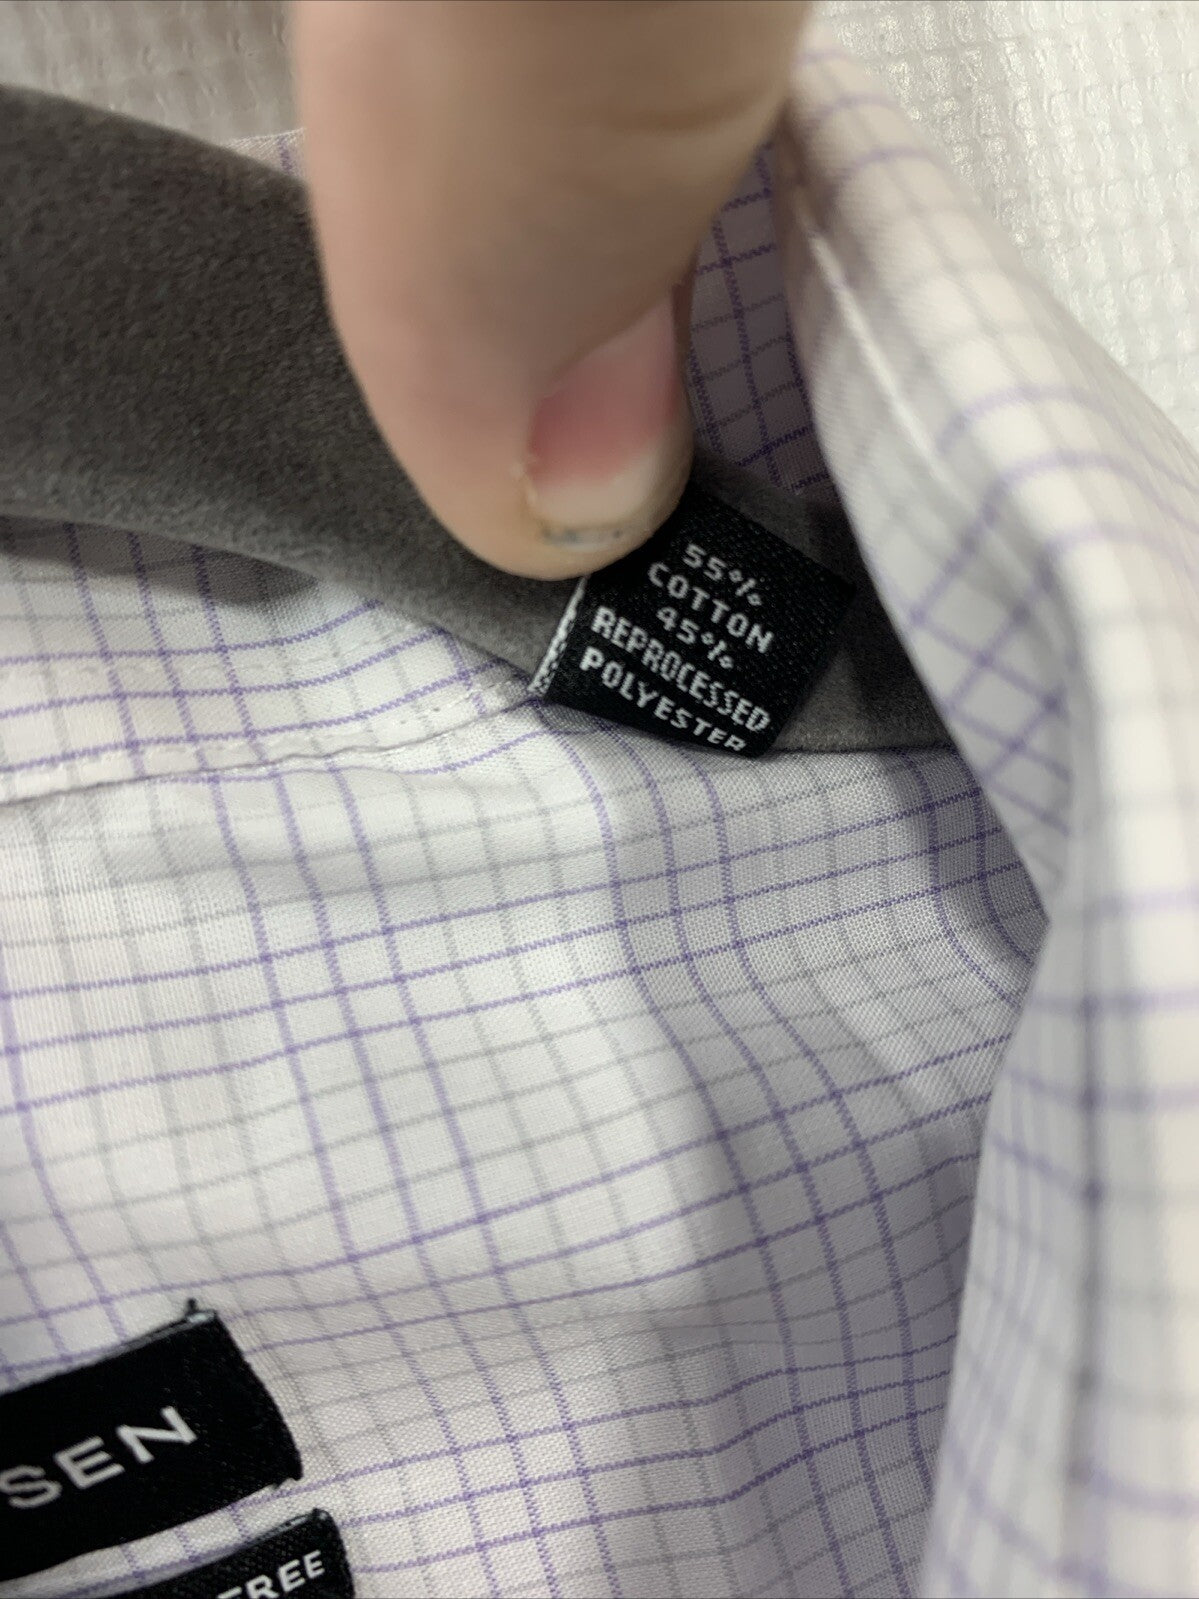 55%
COTTON
45%
REPROCESSED
POLYESTER
SEN
FREE